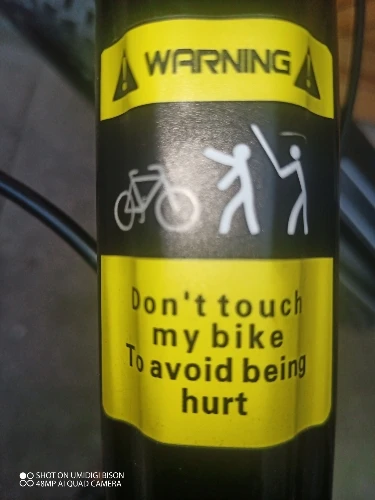 WARNING
Don't touch
my bike
To avoid being
hurt
SHOT ON UMIDIGI BISON
48MP AI QUAD CAMERA